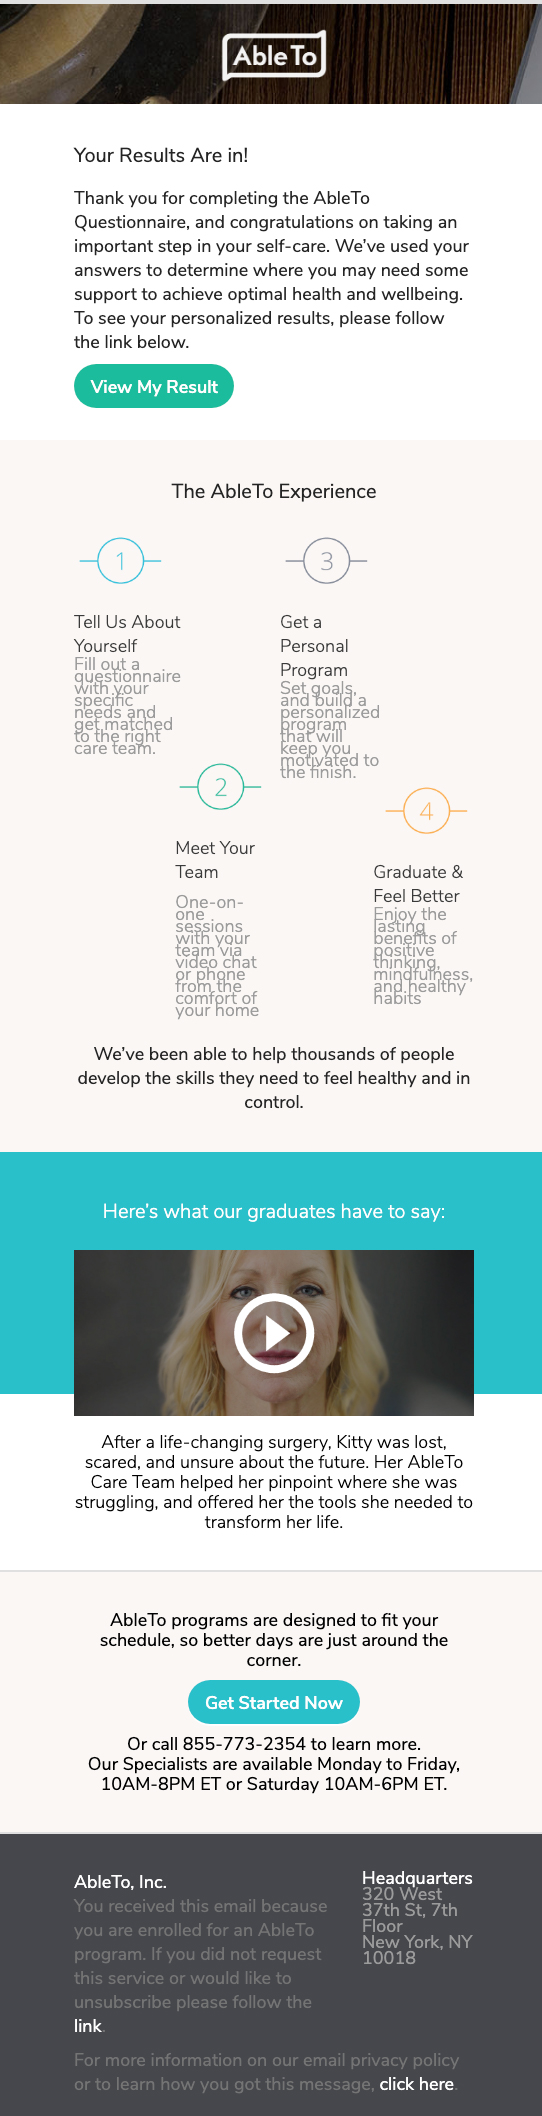 Able To
Your Results Are in!
Thank you for completing the AbleTo
Questionnaire, and congratulations on taking an
important step in your self-care. We've used your
answers to determine where you may need some
support to achieve optimal health and wellbeing.
To see your personalized results, please follow
the link below.
View My Result
The AbleTo Experience
1
Tell Us About
Yourself
Fill out a
questionnaire
with your
specific
needs and
get matched
to the right
care team.
2
Meet Your
Team
One-on-
one
sessions
with your
team via
video chat
or phone
from the
comfort of
your home
3
Get a
Personal
Program
Set goals,
and build a
personalized
program
that will
keep you
motivated to
the finish.
4
Graduate &
Feel Better
Enjoy the
lasting
benefits of
positive
thinking,
mindfulness,
and healthy
habits
We've been able to help thousands of people
develop the skills they need to feel healthy and in
control.
Here's what our graduates have to say:
After a life-changing surgery, Kitty was lost,
scared, and unsure about the future. Her AbleTo
Care Team helped her pinpoint where she was
struggling, and offered her the tools she needed to
transform her life.
AbleTo programs are designed to fit your
schedule, so better days are just around the
corner.
Get Started Now
Or call 855-773-2354 to learn more.
Our Specialists are available Monday to Friday,
10AM-8PM ET or Saturday 10AM-6PM ET.
AbleTo, Inc.
You received this email because
you are enrolled for an AbleTo
program. If you did not request
this service or would like to
unsubscribe please follow the
link.
Headquarters
320 West
37th St, 7th
Floor
New York, NY
10018
For more information on our email privacy policy
or to learn how you got this message, click here.